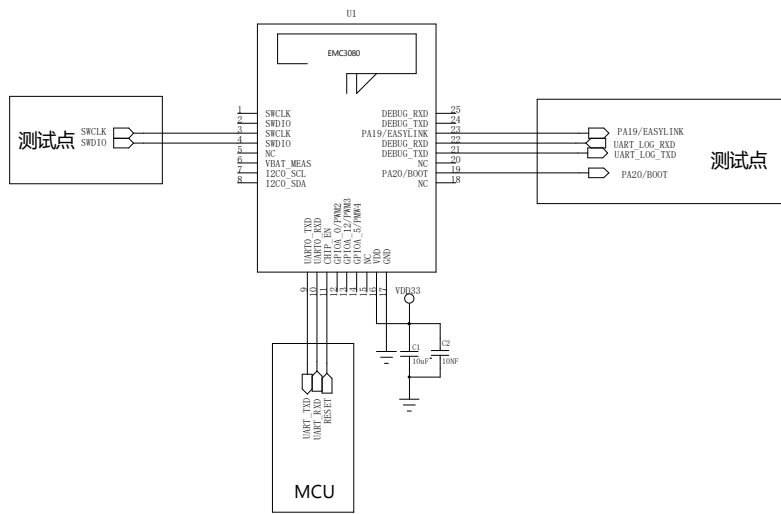 U1
EMC3080
1 SWCLK
2 SWDIO
3 SWCLK
4 SWDIO
5 NC
6 VBAT_MEAS
7 I2C0_SCL
8 I2C0_SDA
DEBUG_RXD 25
DEBUG_TXD 24
PA19/EASYLINK 23
DEBUG_RXD 22
DEBUG_TXD 21
NC 20
PA20/BOOT 19
NC 18
测试点
SWCLK
SWDIO
PA19/EASYLINK
UART_LOG_RXD
UART_LOG_TXD
PA20/BOOT
测试点
UART0_TXD 9
UART0_RXD 10
CHIP_EN 11
GPIOA_0/PWM2 12
GPIOA_12/PWM3 13
GPIOA_5/PMW4 14
NC 15
VDD 16
GND 17
VDD33
C1
10uF
C2
10NF
UART_TXD
UART_RXD
RESET
MCU